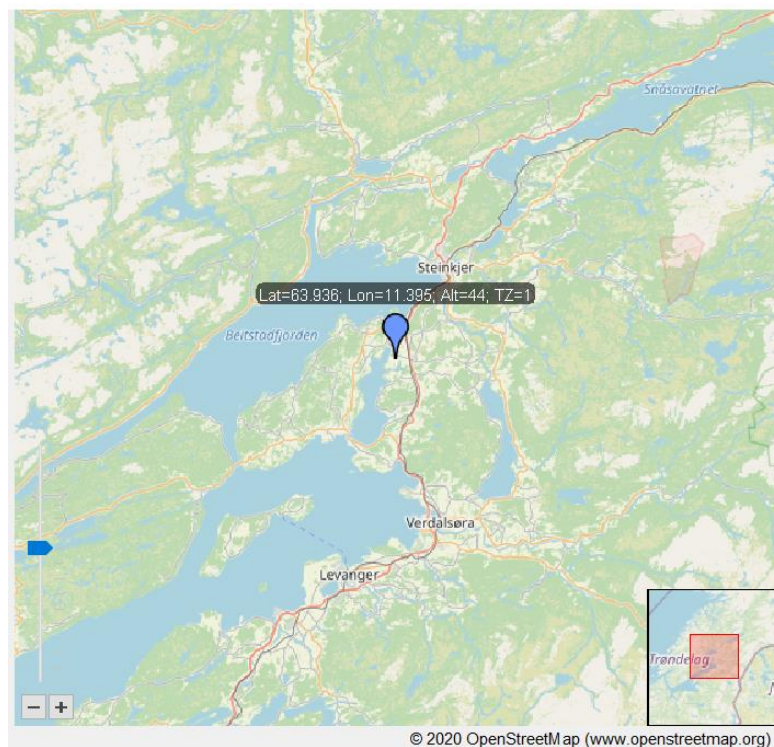 Snåsavatnet
Steinkjer
Lat=63.936; Lon=11.395; Alt=44; TZ=1
Beitstadfjorden
Verdalsøra
Levanger
Trøndelag
− +
© 2020 OpenStreetMap (www.openstreetmap.org)